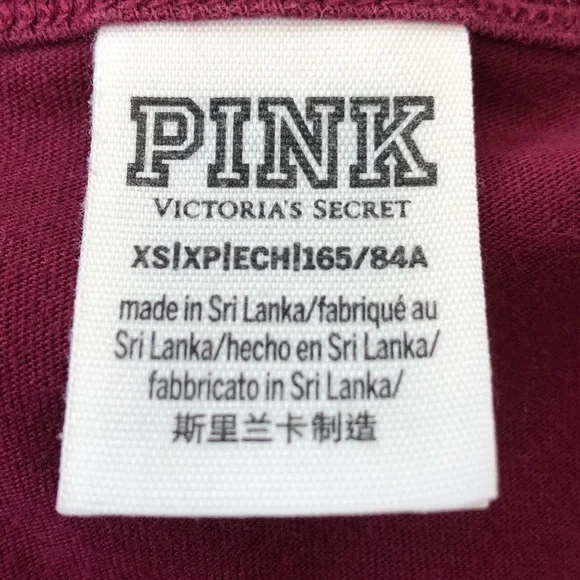 PINK
VICTORIA'S SECRET
XS|XP|ECH|165/84A
made in Sri Lanka/fabriqué au
Sri Lanka/hecho en Sri Lanka/
fabbricato in Sri Lanka/
斯里兰卡制造